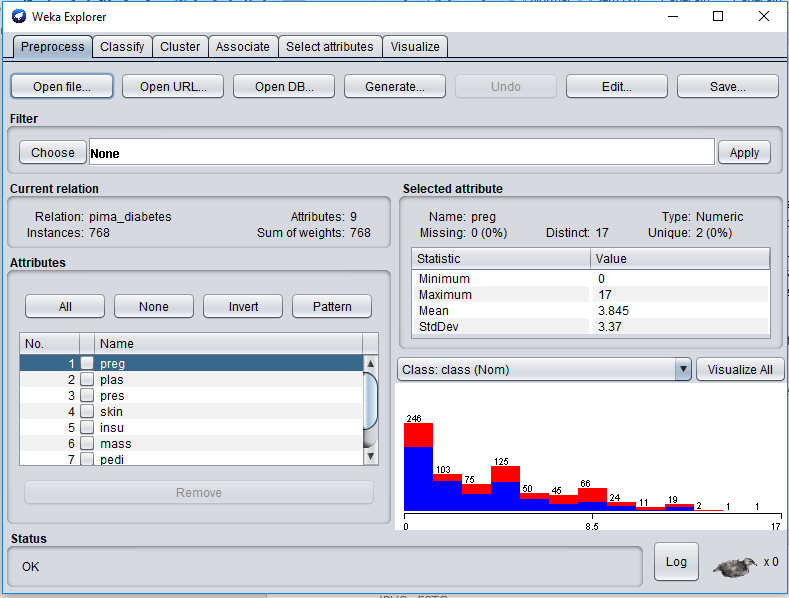 Weka Explorer
Preprocess Classify Cluster Associate Select attributes Visualize
Open file... Open URL... Open DB... Generate... Undo Edit... Save...
Filter
Choose None Apply
Current relation
Relation: pima_diabetes Attributes: 9
Instances: 768 Sum of weights: 768
Attributes
All None Invert Pattern
No. Name
1 preg
2 plas
3 pres
4 skin
5 insu
6 mass
7 pedi
Remove
Selected attribute
Name: preg Type: Numeric
Missing: 0 (0%) Distinct: 17 Unique: 2 (0%)
Statistic Value
Minimum 0
Maximum 17
Mean 3.845
StdDev 3.37
Class: class (Nom) Visualize All
246 103 75 125 50 45 66 24 11 19 2 1 1
0 8.5 17
Status
OK Log x 0